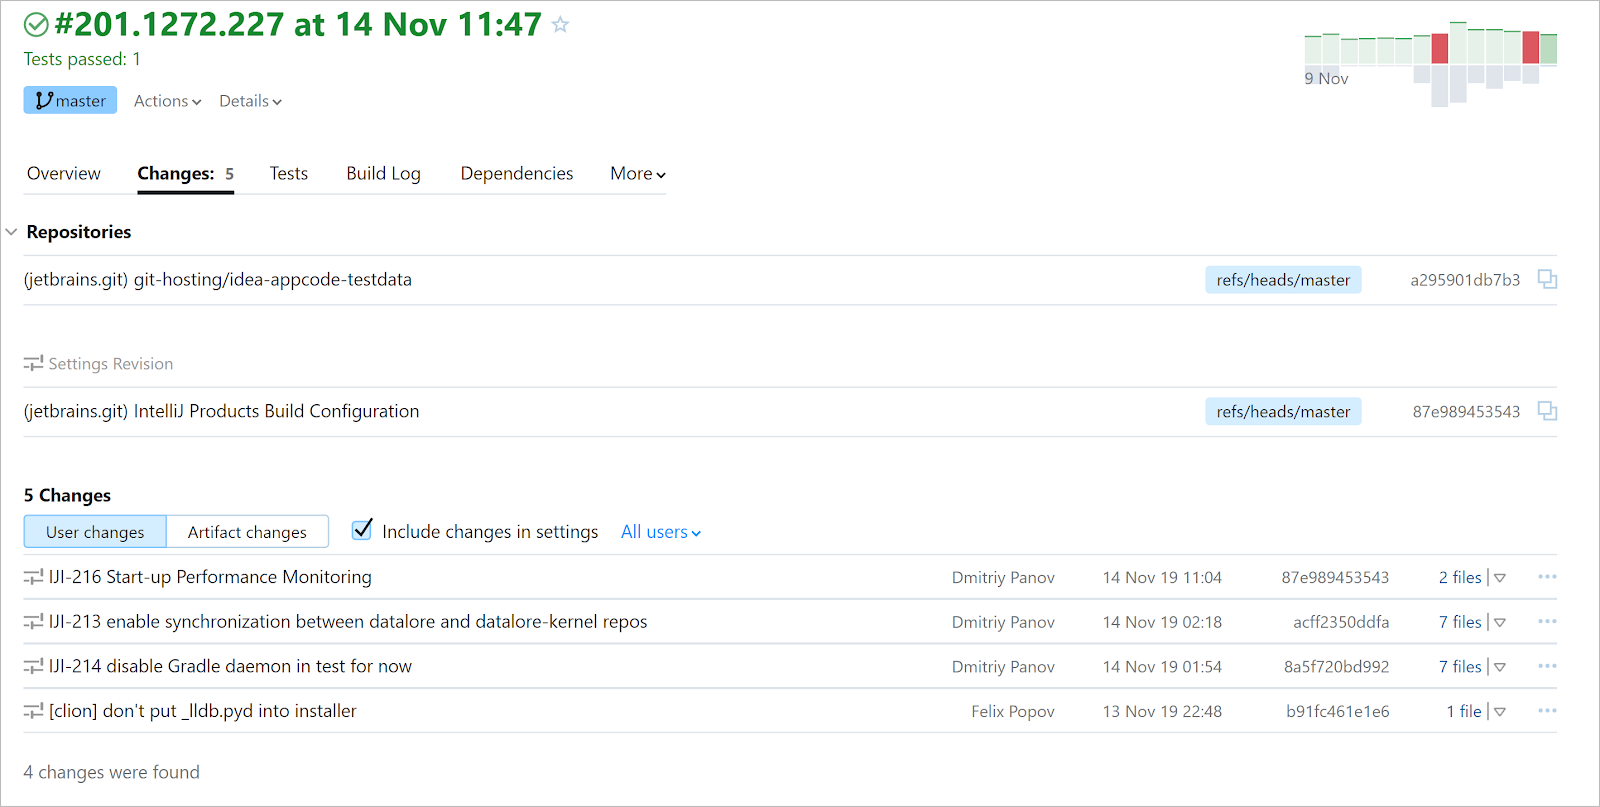 #201.1272.227 at 14 Nov 11:47
Tests passed: 1
9 Nov
master Actions Details
Overview Changes: 5 Tests Build Log Dependencies More
Repositories
(jetbrains.git) git-hosting/idea-appcode-testdata refs/heads/master a295901db7b3
Settings Revision
(jetbrains.git) IntelliJ Products Build Configuration refs/heads/master 87e989453543
5 Changes
User changes Artifact changes Include changes in settings All users
IJI-216 Start-up Performance Monitoring Dmitriy Panov 14 Nov 19 11:04 87e989453543 2 files
IJI-213 enable synchronization between datalore and datalore-kernel repos Dmitriy Panov 14 Nov 19 02:18 acff2350ddfa 7 files
IJI-214 disable Gradle daemon in test for now Dmitriy Panov 14 Nov 19 01:54 8a5f720bd992 7 files
[clion] don't put _lldb.pyd into installer Felix Popov 13 Nov 19 22:48 b91fc461e1e6 1 file
4 changes were found